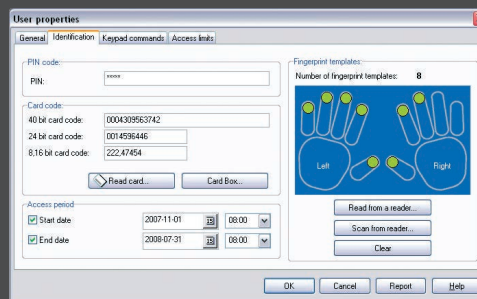 User properties
General Identification Keypad commands Access limits
PIN code:
PIN: *****
Card code:
40 bit card code: 0004309563742
24 bit card code: 0014596446
8,16 bit card code: 222,47454
Read card... Card Box...
Access period
Start date 2007-11-01 15 08:00
End date 2008-07-31 15 08:00
Fingerprint templates:
Number of fingerprint templates: 8
Left Right
Read from a reader...
Scan from reader...
Clear
OK Cancel Report Help